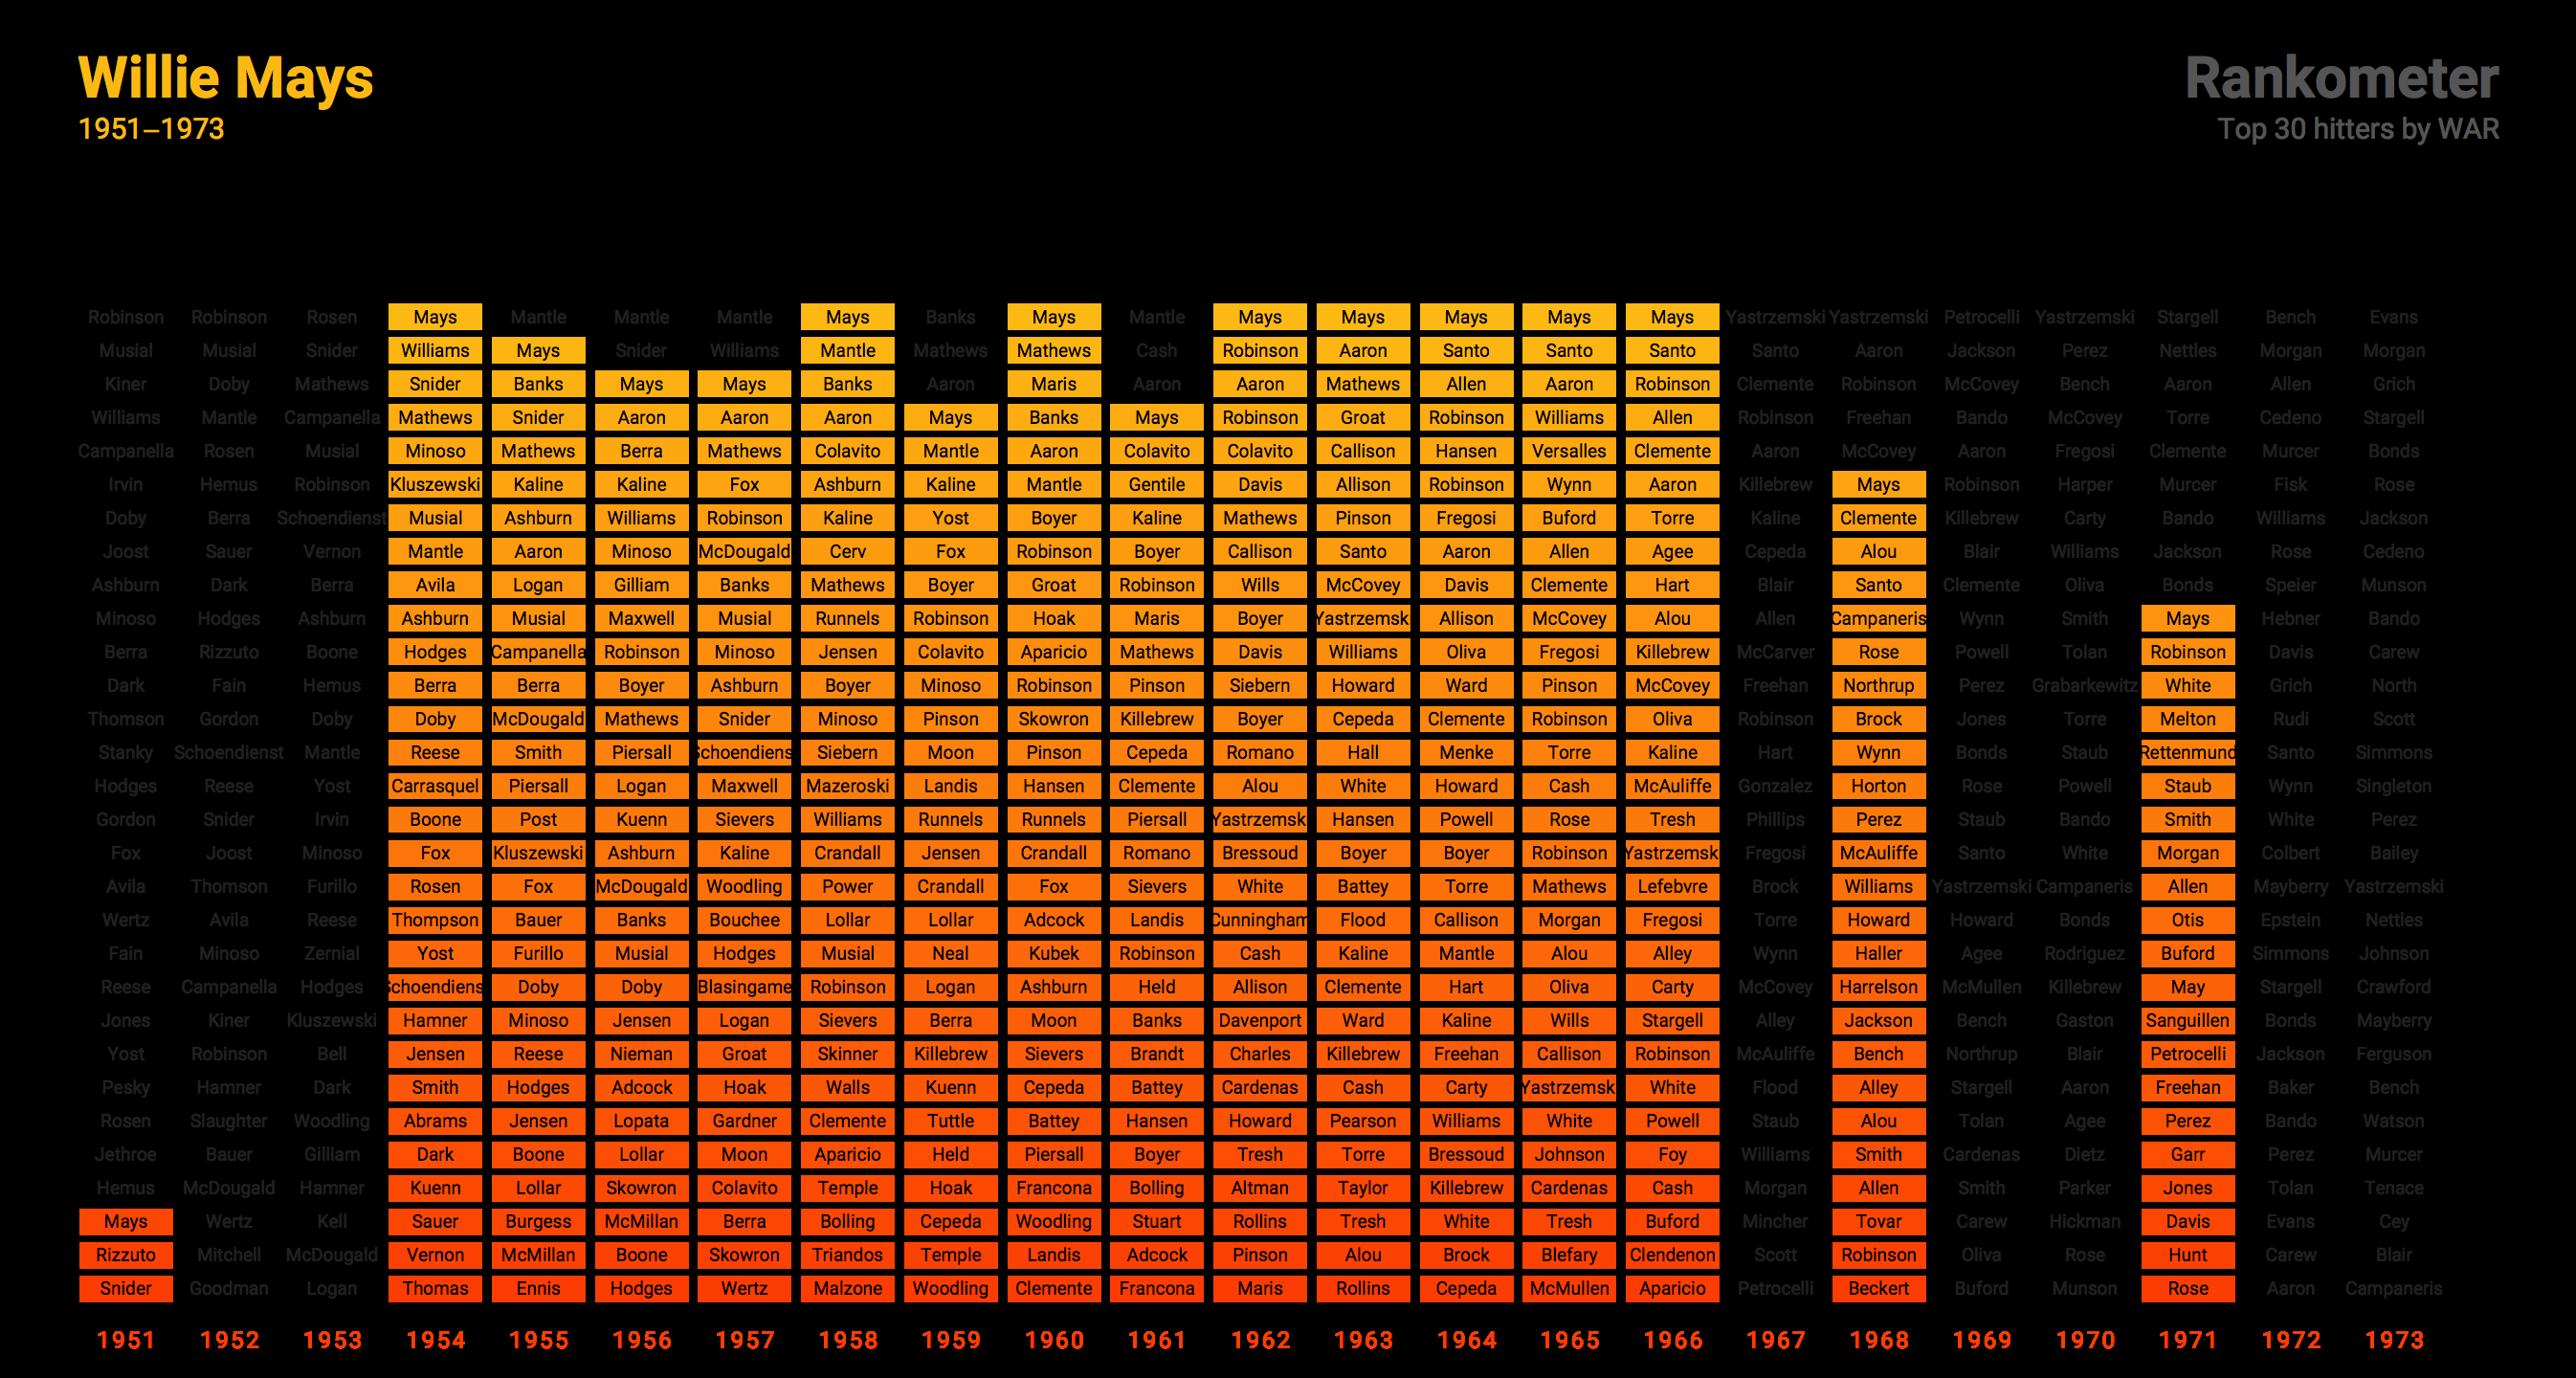 Willie Mays
1951–1973
Rankometer
Top 30 hitters by WAR
Robinson Robinson Rosen Mays Mantle Mantle Mantle Mays Banks Mays Mantle Mays Mays Mays Mays Mays Yastrzemski Yastrzemski Petrocelli Yastrzemski Stargell Bench Evans
Musial Musial Snider Williams Mays Snider Williams Mantle Mathews Mathews Cash Robinson Aaron Santo Santo Santo Santo Aaron Jackson Perez Nettles Morgan Morgan
Kiner Doby Mathews Snider Banks Mays Mays Banks Aaron Maris Aaron Aaron Mathews Allen Aaron Robinson Clemente Robinson McCovey Bench Aaron Allen Grich
Williams Mantle Campanella Mathews Snider Aaron Aaron Aaron Mays Banks Mays Robinson Groat Robinson Williams Allen Robinson Freehan Bando McCovey Torre Cedeno Stargell
Campanella Rosen Musial Minoso Mathews Berra Mathews Colavito Mantle Aaron Colavito Colavito Callison Hansen Versalles Clemente Aaron McCovey Aaron Fregosi Clemente Murcer Bonds
Irvin Hemus Robinson Kluszewski Kaline Kaline Fox Ashburn Kaline Mantle Gentile Davis Allison Robinson Wynn Aaron Killebrew Mays Robinson Harper Murcer Fisk Rose
Doby Berra Schoendienst Musial Ashburn Williams Robinson Kaline Yost Boyer Kaline Mathews Pinson Fregosi Buford Torre Kaline Clemente Killebrew Carty Bando Williams Jackson
Joost Sauer Vernon Mantle Aaron Minoso McDougald Cerv Fox Robinson Boyer Callison Santo Aaron Allen Agee Cepeda Alou Blair Williams Jackson Rose Cedeno
Ashburn Dark Berra Avila Logan Gilliam Banks Mathews Boyer Groat Robinson Wills McCovey Davis Clemente Hart Blair Santo Clemente Oliva Bonds Speier Munson
Minoso Hodges Ashburn Ashburn Musial Maxwell Musial Runnels Robinson Hoak Maris Boyer Yastrzemsk Allison McCovey Alou Allen Campaneris Wynn Smith Mays Hebner Bando
Berra Rizzuto Boone Hodges Campanella Robinson Minoso Jensen Colavito Aparicio Mathews Davis Williams Oliva Fregosi Killebrew McCarver Rose Powell Tolan Robinson Davis Carew
Dark Fain Hemus Berra Berra Boyer Ashburn Boyer Minoso Robinson Pinson Siebern Howard Ward Pinson McCovey Freehan Northrup Perez Grabarkewitz White Grich North
Thomson Gordon Doby Doby McDougald Mathews Snider Minoso Pinson Skowron Killebrew Boyer Cepeda Clemente Robinson Oliva Robinson Brock Jones Torre Melton Rudi Scott
Stanky Schoendienst Mantle Reese Smith Piersall Schoendiens Siebern Moon Pinson Cepeda Romano Hall Menke Torre Kaline Hart Wynn Bonds Staub Rettenmund Santo Simmons
Hodges Reese Yost Carrasquel Piersall Logan Maxwell Mazeroski Landis Hansen Clemente Alou White Howard Cash McAuliffe Gonzalez Horton Rose Powell Staub Wynn Singleton
Gordon Snider Irvin Boone Post Kuenn Sievers Williams Runnels Runnels Piersall Yastrzemsk Hansen Powell Rose Tresh Phillips Perez Staub Bando Smith White Perez
Fox Joost Minoso Fox Kluszewski Ashburn Kaline Crandall Jensen Crandall Romano Bressoud Boyer Boyer Robinson Yastrzemsk Fregosi McAuliffe Santo White Morgan Colbert Bailey
Avila Thomson Furillo Rosen Fox McDougald Woodling Power Crandall Fox Sievers White Battey Torre Mathews Lefebvre Brock Williams Yastrzemski Campaneris Allen Mayberry Yastrzemski
Wertz Avila Reese Thompson Bauer Banks Bouchee Lollar Lollar Adcock Landis Cunningham Flood Callison Morgan Fregosi Torre Howard Howard Bonds Otis Epstein Nettles
Fain Minoso Zernial Yost Furillo Musial Hodges Musial Neal Kubek Robinson Cash Kaline Mantle Alou Alley Wynn Haller Agee Rodriguez Buford Simmons Johnson
Reese Campanella Hodges Schoendiens Doby Doby Blasingame Robinson Logan Ashburn Held Allison Clemente Hart Oliva Carty McCovey Harrelson McMullen Killebrew May Stargell Crawford
Jones Kiner Kluszewski Hamner Minoso Jensen Logan Sievers Berra Moon Banks Davenport Ward Kaline Wills Stargell Alley Jackson Bench Gaston Sanguillen Bonds Mayberry
Yost Robinson Bell Jensen Reese Nieman Groat Skinner Killebrew Sievers Brandt Charles Killebrew Freehan Callison Robinson McAuliffe Bench Northrup Blair Petrocelli Jackson Ferguson
Pesky Hamner Dark Smith Hodges Adcock Hoak Walls Kuenn Cepeda Battey Cardenas Cash Carty Yastrzemsk White Flood Alley Stargell Aaron Freehan Baker Bench
Rosen Slaughter Woodling Abrams Jensen Lopata Gardner Clemente Tuttle Battey Hansen Howard Pearson Williams White Powell Staub Alou Tolan Agee Perez Bando Watson
Jethroe Bauer Gilliam Dark Boone Lollar Moon Aparicio Held Piersall Boyer Tresh Torre Bressoud Johnson Foy Williams Smith Cardenas Dietz Garr Perez Murcer
Hemus McDougald Hamner Kuenn Lollar Skowron Colavito Temple Hoak Francona Bolling Altman Taylor Killebrew Cardenas Cash Morgan Allen Smith Parker Jones Tolan Tenace
Mays Wertz Kell Sauer Burgess McMillan Berra Bolling Cepeda Woodling Stuart Rollins Tresh White Tresh Buford Mincher Tovar Carew Hickman Davis Evans Cey
Rizzuto Mitchell McDougald Vernon McMillan Boone Skowron Triandos Temple Landis Adcock Pinson Alou Brock Blefary Clendenon Scott Robinson Oliva Rose Hunt Carew Blair
Snider Goodman Logan Thomas Ennis Hodges Wertz Malzone Woodling Clemente Francona Maris Rollins Cepeda McMullen Aparicio Petrocelli Beckert Buford Munson Rose Aaron Campaneris
1951 1952 1953 1954 1955 1956 1957 1958 1959 1960 1961 1962 1963 1964 1965 1966 1967 1968 1969 1970 1971 1972 1973